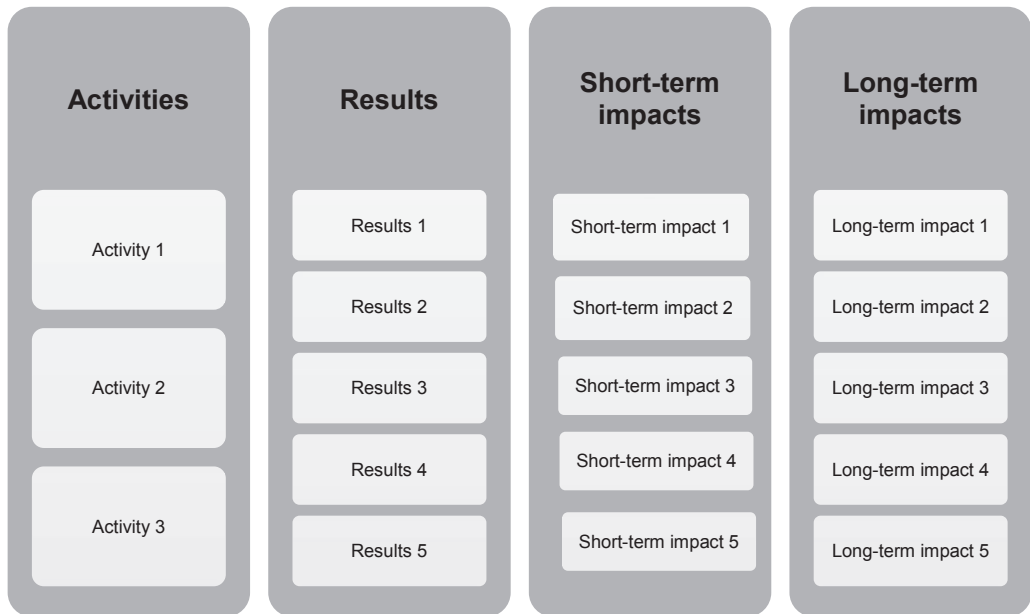 Activities
Activity 1
Activity 2
Activity 3
Results
Results 1
Results 2
Results 3
Results 4
Results 5
Short-term
impacts
Short-term impact 1
Short-term impact 2
Short-term impact 3
Short-term impact 4
Short-term impact 5
Long-term
impacts
Long-term impact 1
Long-term impact 2
Long-term impact 3
Long-term impact 4
Long-term impact 5